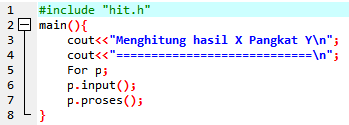 1 #include "hit.h"
2 main(){
3 cout<<"Menghitung hasil X Pangkat Y\n";
4 cout<<"===========================\n";
5 For p;
6 p.input();
7 p.proses();
8 }